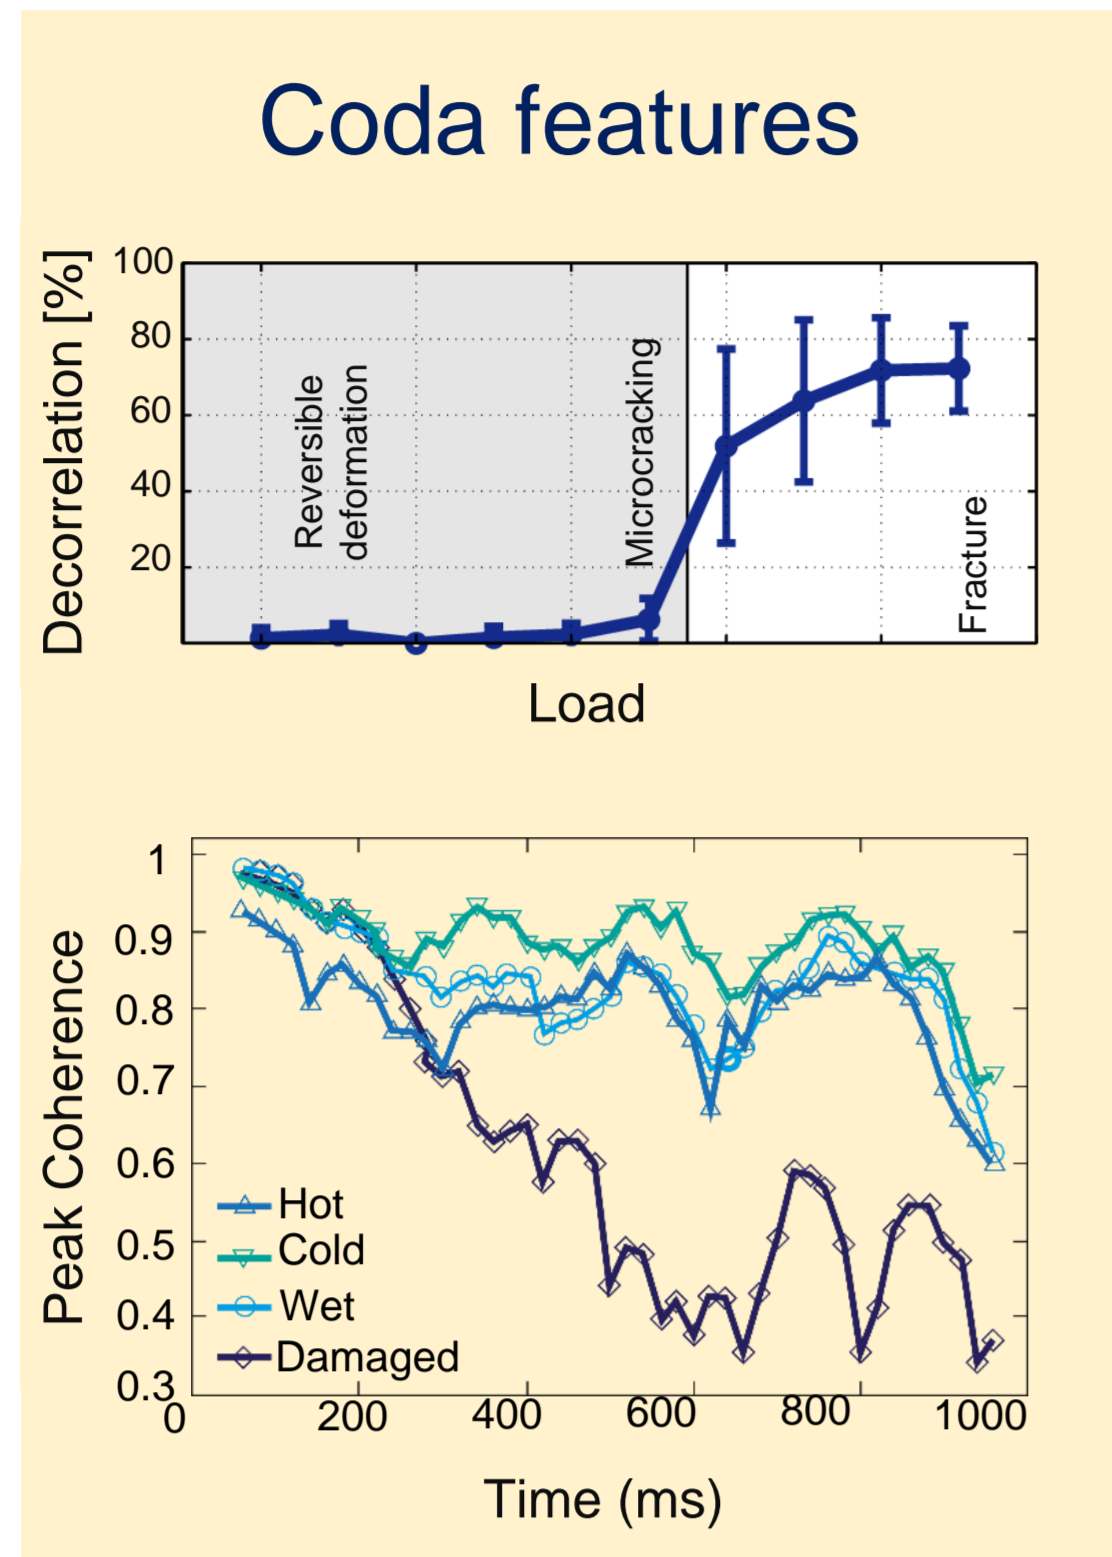 Coda features
Decorrelation [%]
100
80
60
40
20
Reversible
deformation
Microcracking
Fracture
Load
Peak Coherence
1
0.9
0.8
0.7
0.6
0.5
0.4
0.3
Hot
Cold
Wet
Damaged
0 200 400 600 800 1000
Time (ms)